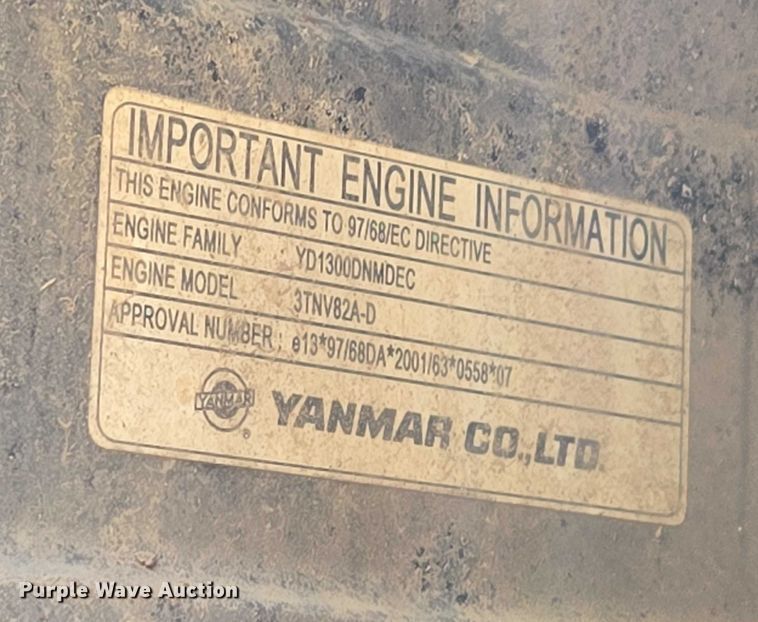 IMPORTANT ENGINE INFORMATION
THIS ENGINE CONFORMS TO 97/68/EC DIRECTIVE
ENGINE FAMILY YD1300DNMDEC
ENGINE MODEL 3TNV82A-D
APPROVAL NUMBER : e13*97/68DA*2001/63*0558*07
YANMAR ® YANMAR CO.,LTD.
Purple Wave Auction